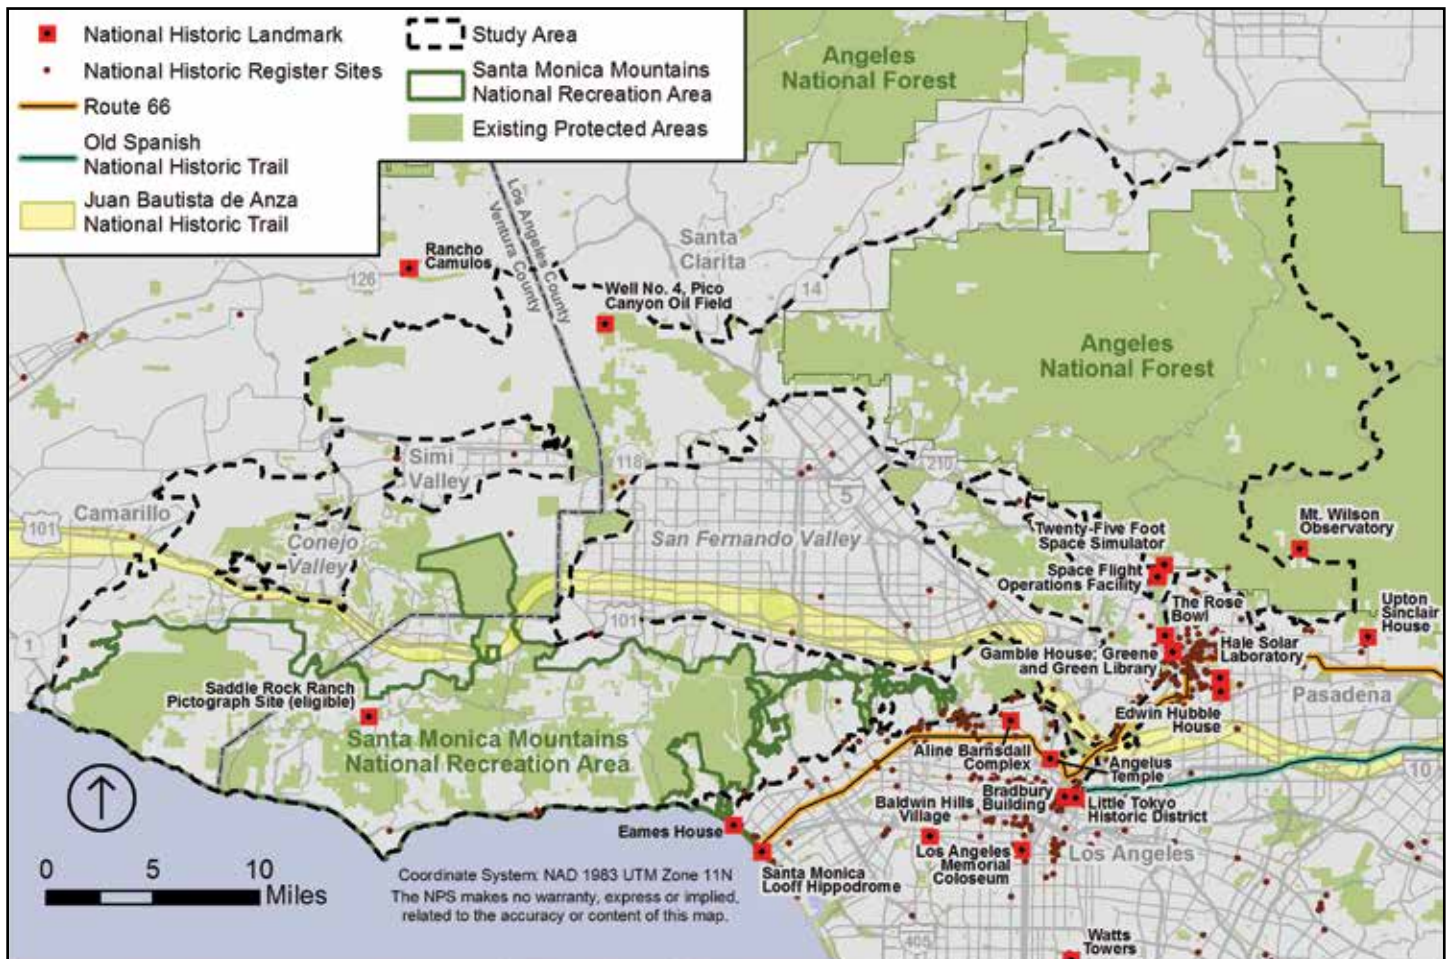 National Historic Landmark
National Historic Register Sites
Route 66
Old Spanish
National Historic Trail
Juan Bautista de Anza
National Historic Trail
Study Area
Santa Monica Mountains
National Recreation Area
Existing Protected Areas
Angeles
National Forest
Los Angeles County
Ventura County
Rancho
Camulos
126
Santa
Clarita
14
Well No. 4, Pico
Canyon Oil Field
Angeles
National Forest
Simi
Valley
118
210
5
Camarillo
101
Conejo
Valley
San Fernando Valley
Mt. Wilson
Observatory
Twenty-Five Foot
Space Simulator
Space Flight
Operations Facility
The Rose
Bowl
Upton
Sinclair
House
101
1
Gamble House; Greene
and Green Library
Hale Solar
Laboratory
Saddle Rock Ranch
Pictograph Site (eligible)
Pasadena
Edwin Hubble
House
Santa Monica Mountains
National Recreation Area
Aline Barnsdall
Complex
Angelus
Temple
10
Bradbury
Building
Little Tokyo
Historic District
Baldwin Hills
Village
Eames House
Los Angeles
Memorial
Coloseum
Los Angeles
Santa Monica
Looff Hippodrome
0 5 10
Miles
Coordinate System: NAD 1983 UTM Zone 11N
The NPS makes no warranty, express or implied,
related to the accuracy or content of this map.
405
Watts
Towers